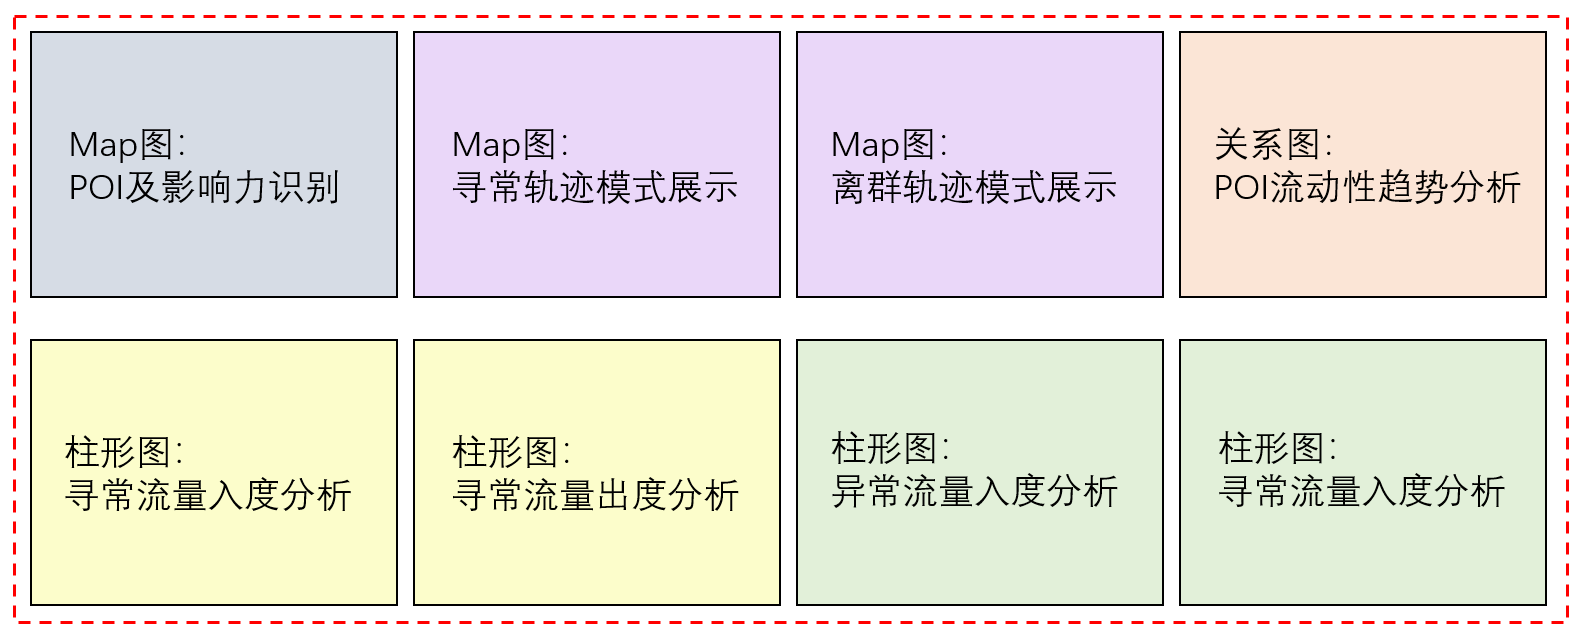 Map图：
POI及影响力识别
Map图：
寻常轨迹模式展示
Map图：
离群轨迹模式展示
关系图：
POI流动性趋势分析
柱形图：
寻常流量入度分析
柱形图：
寻常流量出度分析
柱形图：
异常流量入度分析
柱形图：
寻常流量入度分析